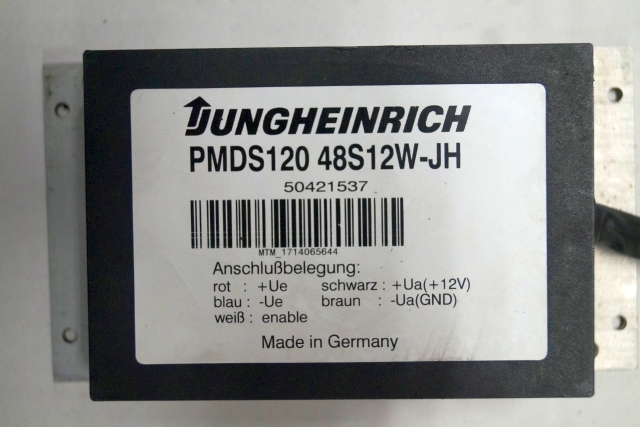 JUNGHEINRICH
PMDS120 48S12W-JH
50421537
MTM_1714065644
Anschlußbelegung:
rot : +Ue schwarz : +Ua(+12V)
blau : -Ue braun : -Ua(GND)
weiß : enable
Made in Germany